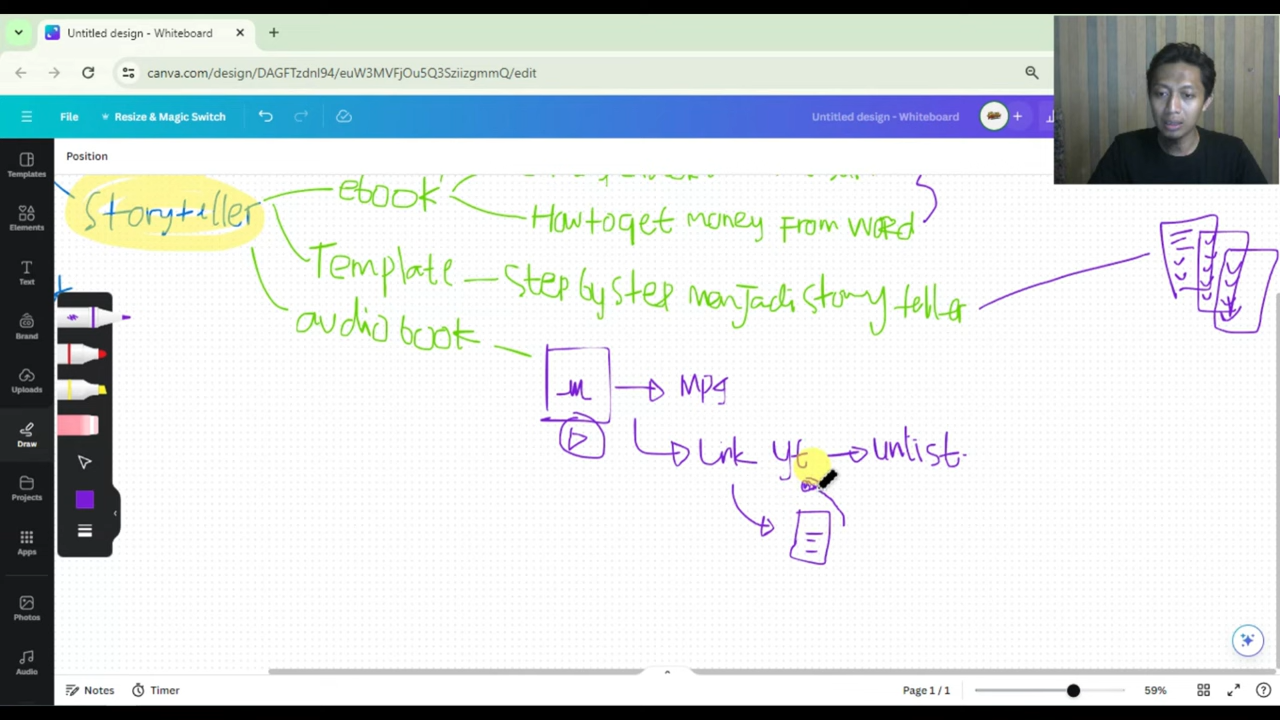 Untitled design - Whiteboard
canva.com/design/DAGFTzdnl94/euW3MVFjOu5Q3SziizgmmQ/edit
File
Resize & Magic Switch
Untitled design - Whiteboard
Position
Templates
Elements
Text
Brand
Uploads
Draw
Projects
Apps
Photos
Audio
Storyteller
ebook
How to get money From WORD
Template — Step by step menjadi story teller
audio book
MP4
Link yt
unlist.
Notes
Timer
Page 1 / 1
59%